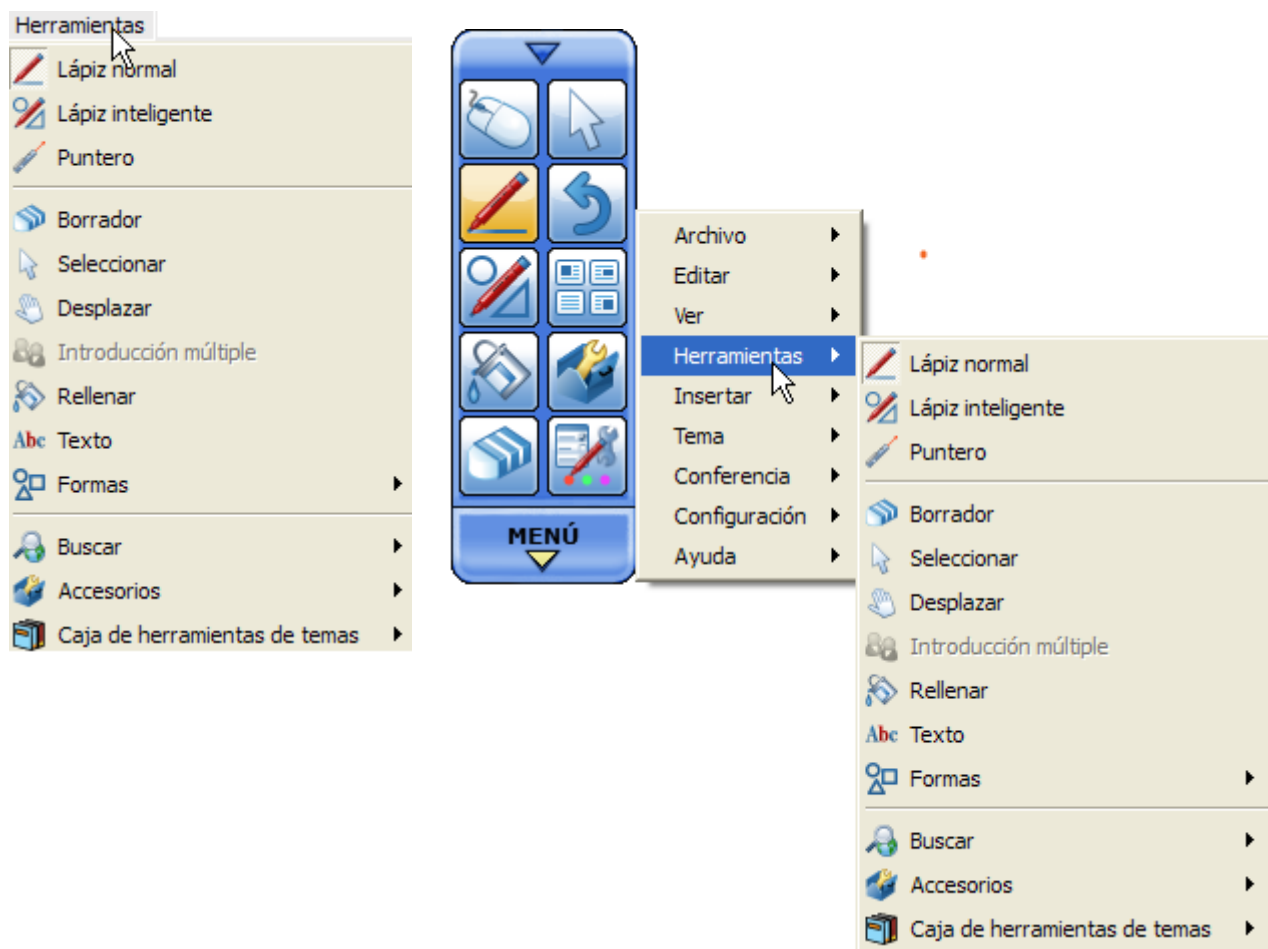 Herramientas
Lápiz normal
Lápiz inteligente
Puntero
Borrador
Seleccionar
Desplazar
Introducción múltiple
Rellenar
Abc Texto
Formas
Buscar
Accesorios
Caja de herramientas de temas
MENÚ
Archivo
Editar
Ver
Herramientas
Insertar
Tema
Conferencia
Configuración
Ayuda
Lápiz normal
Lápiz inteligente
Puntero
Borrador
Seleccionar
Desplazar
Introducción múltiple
Rellenar
Abc Texto
Formas
Buscar
Accesorios
Caja de herramientas de temas